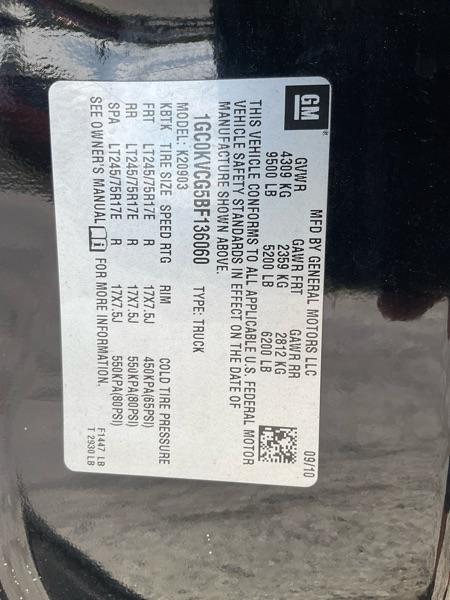 GM
MFD BY GENERAL MOTORS LLC 09/10
GVWR GAWR FRT GAWR RR
4309 KG 2359 KG 2812 KG
9500 LB 5200 LB 6200 LB
THIS VEHICLE CONFORMS TO ALL APPLICABLE U.S. FEDERAL MOTOR
VEHICLE SAFETY STANDARDS IN EFFECT ON THE DATE OF
MANUFACTURE SHOWN ABOVE.
1GC0KVCG5BF136060 TYPE: TRUCK
MODEL: K20903
KBTK TIRE SIZE SPEED RTG RIM COLD TIRE PRESSURE
FRT LT245/75R17E R 17X7.5J 450KPA(65PSI)
RR LT245/75R17E R 17X7.5J 550KPA(80PSI)
SPA LT245/75R17E R 17X7.5J 550KPA(80PSI)
SEE OWNER'S MANUAL i FOR MORE INFORMATION.
F1447 LB
T 2930 LB